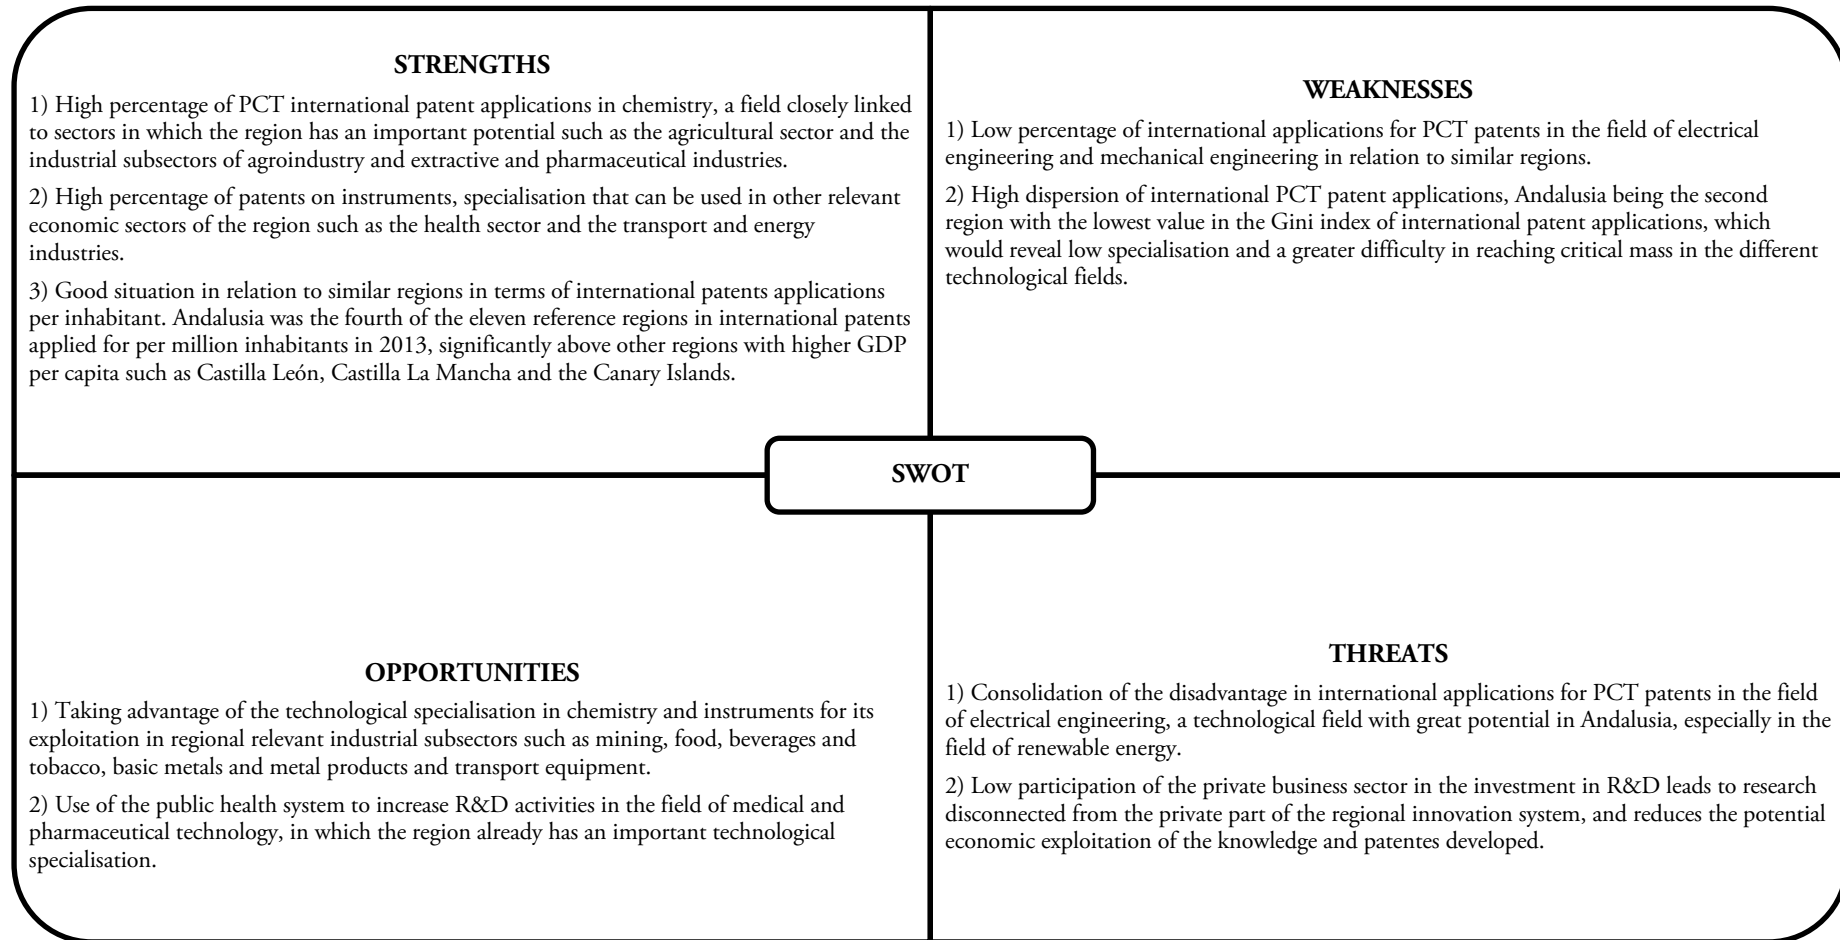 STRENGTHS
1) High percentage of PCT international patent applications in chemistry, a field closely linked
to sectors in which the region has an important potential such as the agricultural sector and the
industrial subsectors of agroindustry and extractive and pharmaceutical industries.
2) High percentage of patents on instruments, specialisation that can be used in other relevant
economic sectors of the region such as the health sector and the transport and energy
industries.
3) Good situation in relation to similar regions in terms of international patents applications
per inhabitant. Andalusia was the fourth of the eleven reference regions in international patents
applied for per million inhabitants in 2013, significantly above other regions with higher GDP
per capita such as Castilla León, Castilla La Mancha and the Canary Islands.
WEAKNESSES
1) Low percentage of international applications for PCT patents in the field of electrical
engineering and mechanical engineering in relation to similar regions.
2) High dispersion of international PCT patent applications, Andalusia being the second
region with the lowest value in the Gini index of international patent applications, which
would reveal low specialisation and a greater difficulty in reaching critical mass in the different
technological fields.
SWOT
OPPORTUNITIES
1) Taking advantage of the technological specialisation in chemistry and instruments for its
exploitation in regional relevant industrial subsectors such as mining, food, beverages and
tobacco, basic metals and metal products and transport equipment.
2) Use of the public health system to increase R&D activities in the field of medical and
pharmaceutical technology, in which the region already has an important technological
specialisation.
THREATS
1) Consolidation of the disadvantage in international applications for PCT patents in the field
of electrical engineering, a technological field with great potential in Andalusia, especially in the
field of renewable energy.
2) Low participation of the private business sector in the investment in R&D leads to research
disconnected from the private part of the regional innovation system, and reduces the potential
economic exploitation of the knowledge and patentes developed.